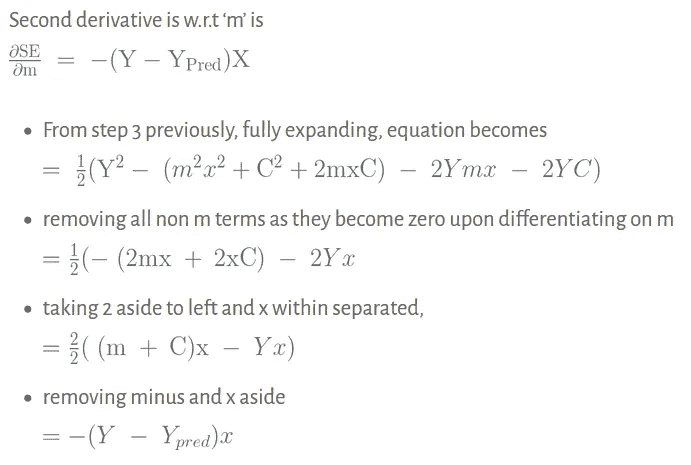 Second derivative is w.r.t ‘m’ is
∂SE/∂m = −(Y − Y_Pred)X
• From step 3 previously, fully expanding, equation becomes
= 1/2(Y² − (m²x² + C² + 2mxC) − 2Ymx − 2YC)
• removing all non m terms as they become zero upon differentiating on m
= 1/2(− (2mx + 2xC) − 2Yx
• taking 2 aside to left and x within separated,
= 2/2( (m + C)x − Yx)
• removing minus and x aside
= −(Y − Y_pred)x